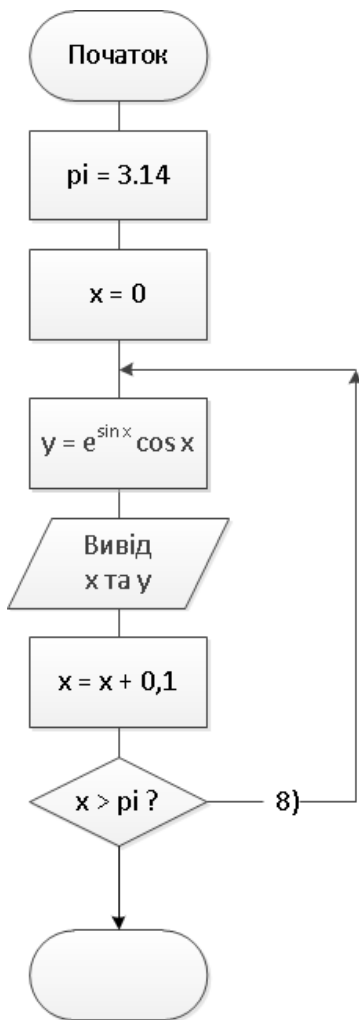 Початок
pi = 3.14
x = 0
y = e^sin x cos x
Вивід
x та y
x = x + 0,1
x > pi ?
8)